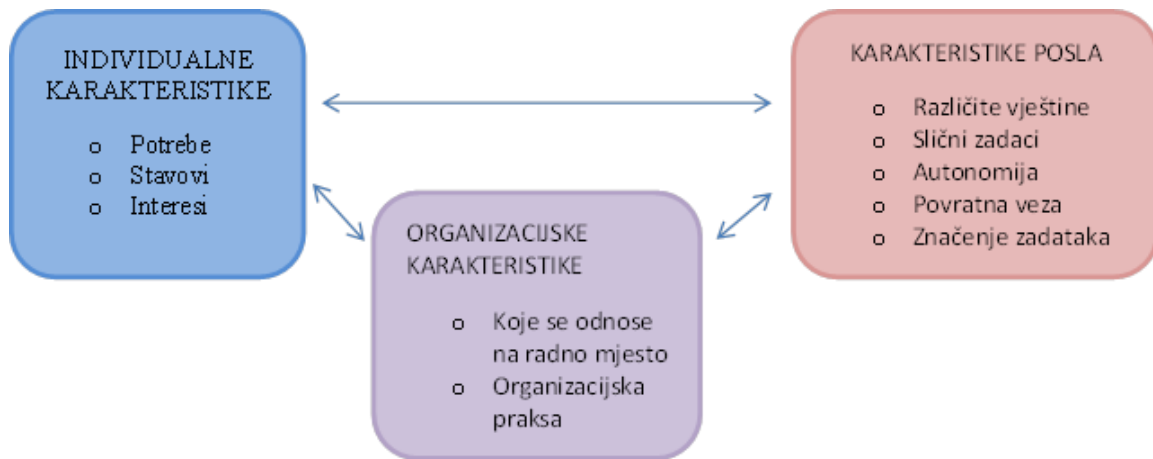 INDIVIDUALNE
KARAKTERISTIKE
o Potrebe
o Stavovi
o Interesi
KARAKTERISTIKE POSLA
o Različite vještine
o Slični zadaci
o Autonomija
o Povratna veza
o Značenje zadataka
ORGANIZACIJSKE
KARAKTERISTIKE
o Koje se odnose
na radno mjesto
o Organizacijska
praksa